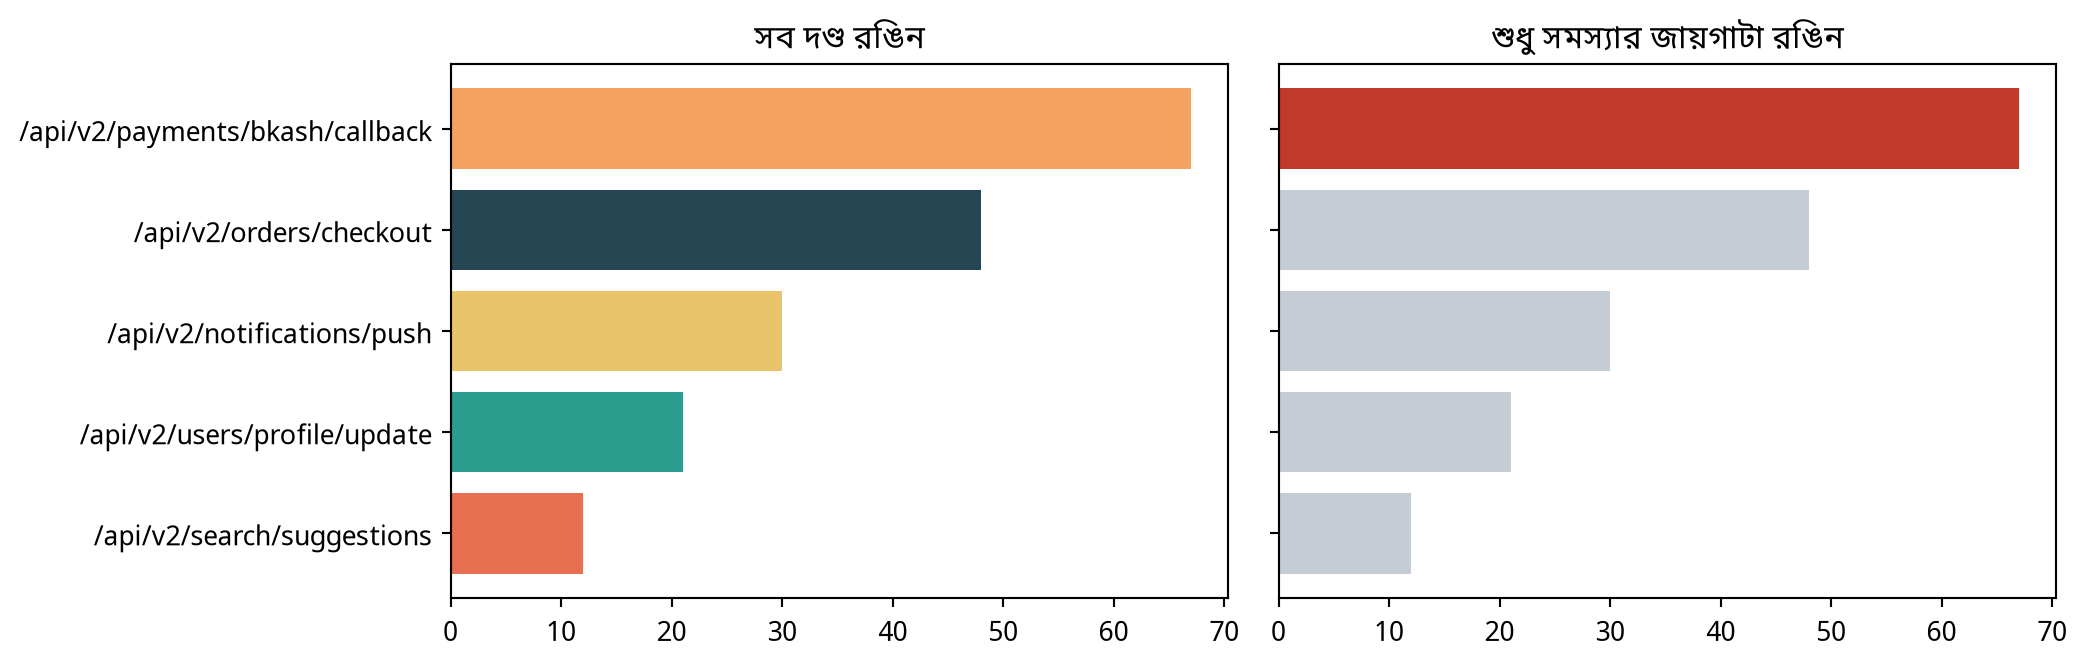 সব দণ্ড রঙিন
/api/v2/payments/bkash/callback
/api/v2/orders/checkout
/api/v2/notifications/push
/api/v2/users/profile/update
/api/v2/search/suggestions
0 10 20 30 40 50 60 70
শুধু সমস্যার জায়গাটা রঙিন
0 10 20 30 40 50 60 70